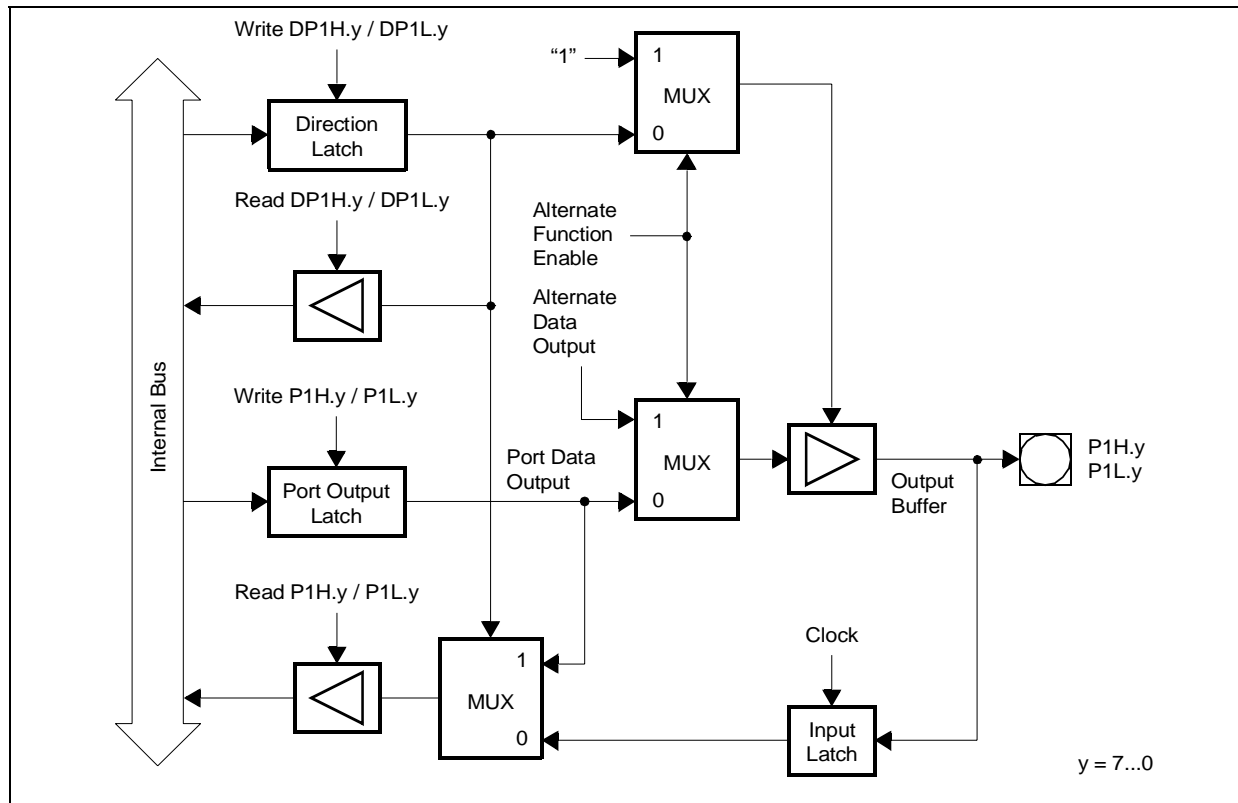 Write DP1H.y / DP1L.y
“1”
1
MUX
0
Direction
Latch
Read DP1H.y / DP1L.y
Alternate
Function
Enable
Alternate
Data
Output
Internal Bus
Write P1H.y / P1L.y
1
MUX
0
Port Data
Output
Port Output
Latch
Output
Buffer
P1H.y
P1L.y
Read P1H.y / P1L.y
Clock
1
MUX
0
Input
Latch
y = 7...0